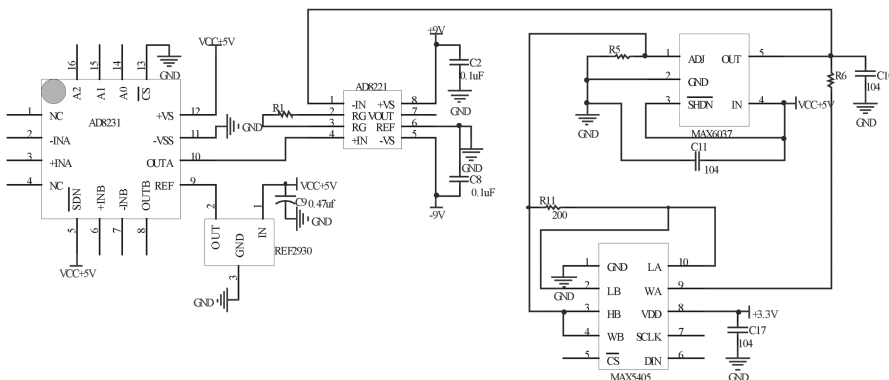 +9V
VCC+5V
16 15 14 13
GND
A2 A1 A0 CS
AD8231
1 NC
2 -INA
3 +INA
4 NC
+VS 12
-VSS 11
OUTA 10
REF 9
GND
SDN +INB -INB OUTB
5 6 7 8
VCC+5V
R1
AD8221
1 -IN +VS 8
2 RG VOUT 7
3 RG REF 6
4 +IN -VS 5
C2
0.1uF
GND
GND
C8
0.1uF
-9V
VCC+5V
C9 0.47uf
GND
2 1
OUT GND IN
REF2930
3
GND
R5
GND
1 ADJ OUT 5
2 GND
3 SHDN IN 4
MAX6037
VCC+5V
R6
104
GND
C11
104
R11
200
1 GND LA 10
2 LB WA 9
3 HB VDD 8
4 WB SCLK 7
5 CS DIN 6
MAX5405
GND
+3.3V
C17
104
GND